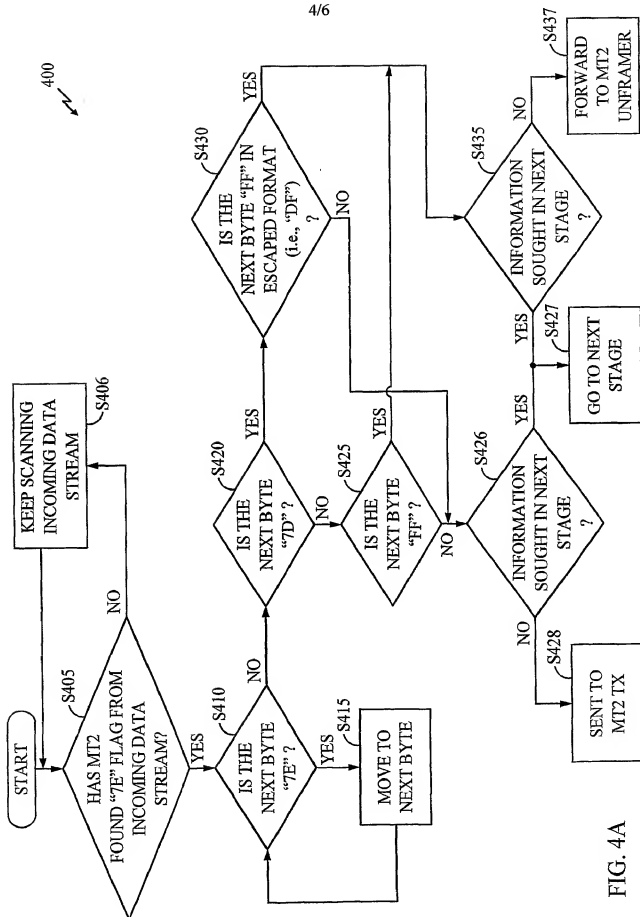 4/6
400
START
S405
HAS MT2
FOUND “7E” FLAG FROM
INCOMING DATA
STREAM?
NO
YES
S406
KEEP SCANNING
INCOMING DATA
STREAM
S410
IS THE
NEXT BYTE
“7E” ?
NO
YES
S415
MOVE TO
NEXT BYTE
S420
IS THE
NEXT BYTE
“7D” ?
YES
NO
S425
IS THE
NEXT BYTE
“FF” ?
YES
NO
S430
IS THE
NEXT BYTE “FF” IN
ESCAPED FORMAT
(i.e., “DF”)
?
YES
NO
S426
INFORMATION
SOUGHT IN NEXT
STAGE
?
YES
NO
S428
SENT TO
MT2 TX
S427
GO TO NEXT
STAGE
S435
INFORMATION
SOUGHT IN NEXT
STAGE
?
YES
NO
S437
FORWARD
TO MT2
UNFRAMER
FIG. 4A